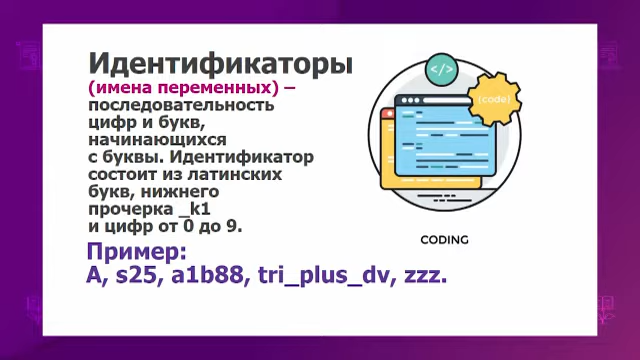 Идентификаторы
(имена переменных) –
последовательность
цифр и букв,
начинающихся
с буквы. Идентификатор
состоит из латинских
букв, нижнего
прочерка _k1
и цифр от 0 до 9.
Пример:
A, s25, a1b88, tri_plus_dv, zzz.
</>
(code)
CODING